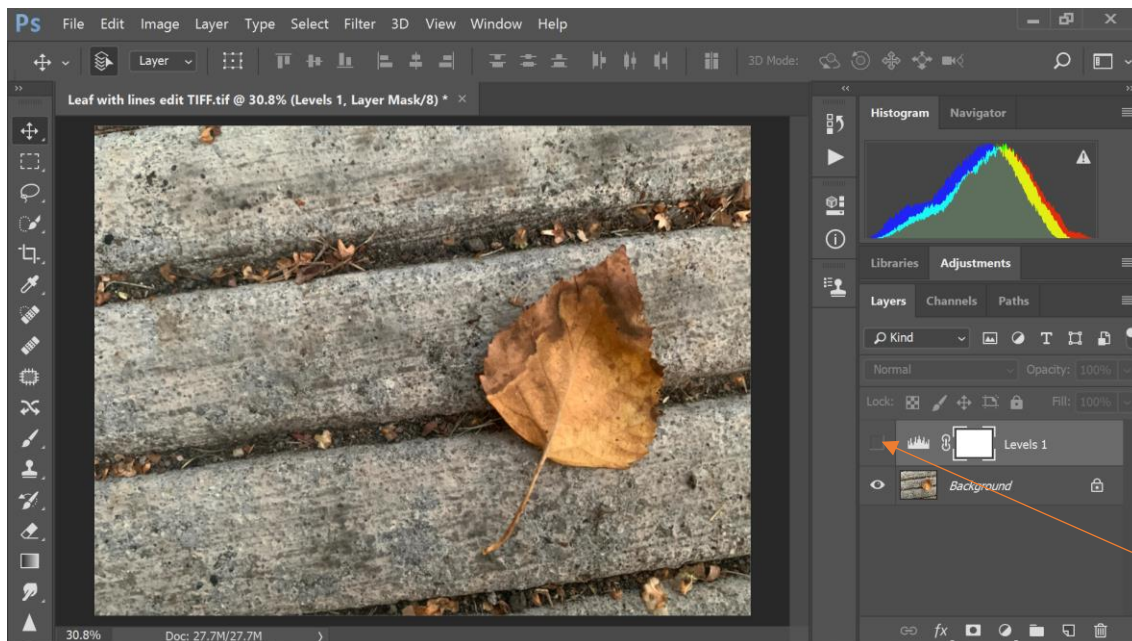 Ps File Edit Image Layer Type Select Filter 3D View Window Help
Layer 3D Mode:
Leaf with lines edit TIFF.tif @ 30.8% (Levels 1, Layer Mask/8) * ×
Histogram Navigator
Libraries Adjustments
Layers Channels Paths
Kind T
Normal Opacity: 100%
Lock: Fill: 100%
Levels 1
Background
fx
30.8% Doc: 27.7M/27.7M